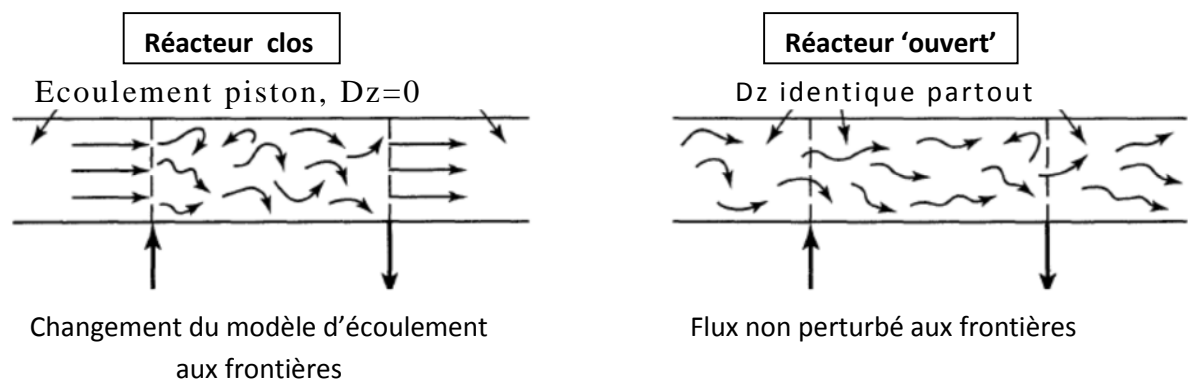 Réacteur clos
Ecoulement piston, Dz=0
Changement du modèle d’écoulement
aux frontières
Réacteur ‘ouvert’
Dz identique partout
Flux non perturbé aux frontières